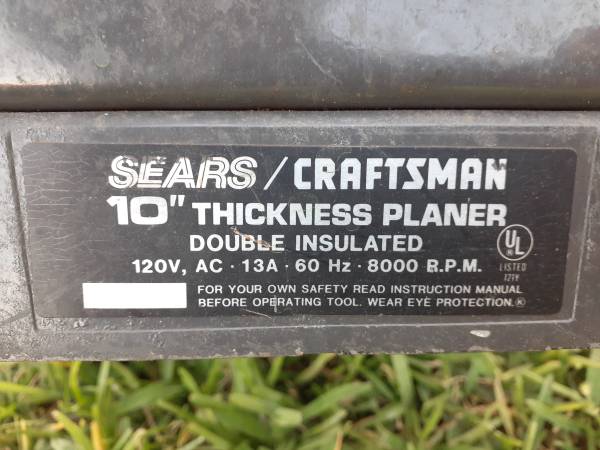 SEARS / CRAFTSMAN
10" THICKNESS PLANER
DOUBLE INSULATED
120V, AC · 13A · 60 Hz · 8000 R.P.M.
UL
LISTED
FOR YOUR OWN SAFETY READ INSTRUCTION MANUAL
BEFORE OPERATING TOOL. WEAR EYE PROTECTION.®